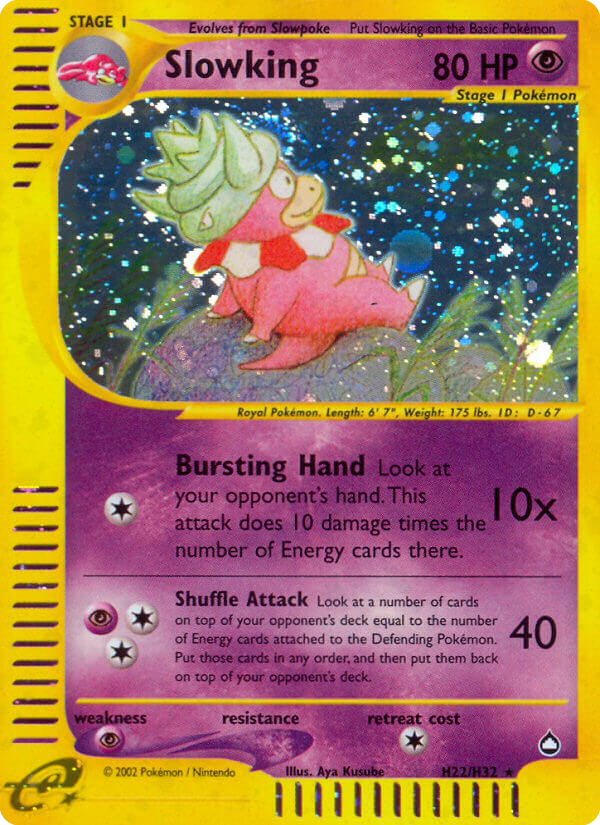 STAGE 1
Evolves from Slowpoke Put Slowking on the Basic Pokémon
Slowking 80 HP
Stage 1 Pokémon
Royal Pokémon. Length: 6' 7", Weight: 175 lbs. ID: D-67
Bursting Hand Look at
your opponent's hand. This
attack does 10 damage times the
number of Energy cards there.
10x
Shuffle Attack Look at a number of cards
on top of your opponent's deck equal to the number
of Energy cards attached to the Defending Pokémon.
Put those cards in any order, and then put them back
on top of your opponent's deck.
40
weakness resistance retreat cost
© 2002 Pokémon / Nintendo Illus. Aya Kusube H22/H32 ★
e